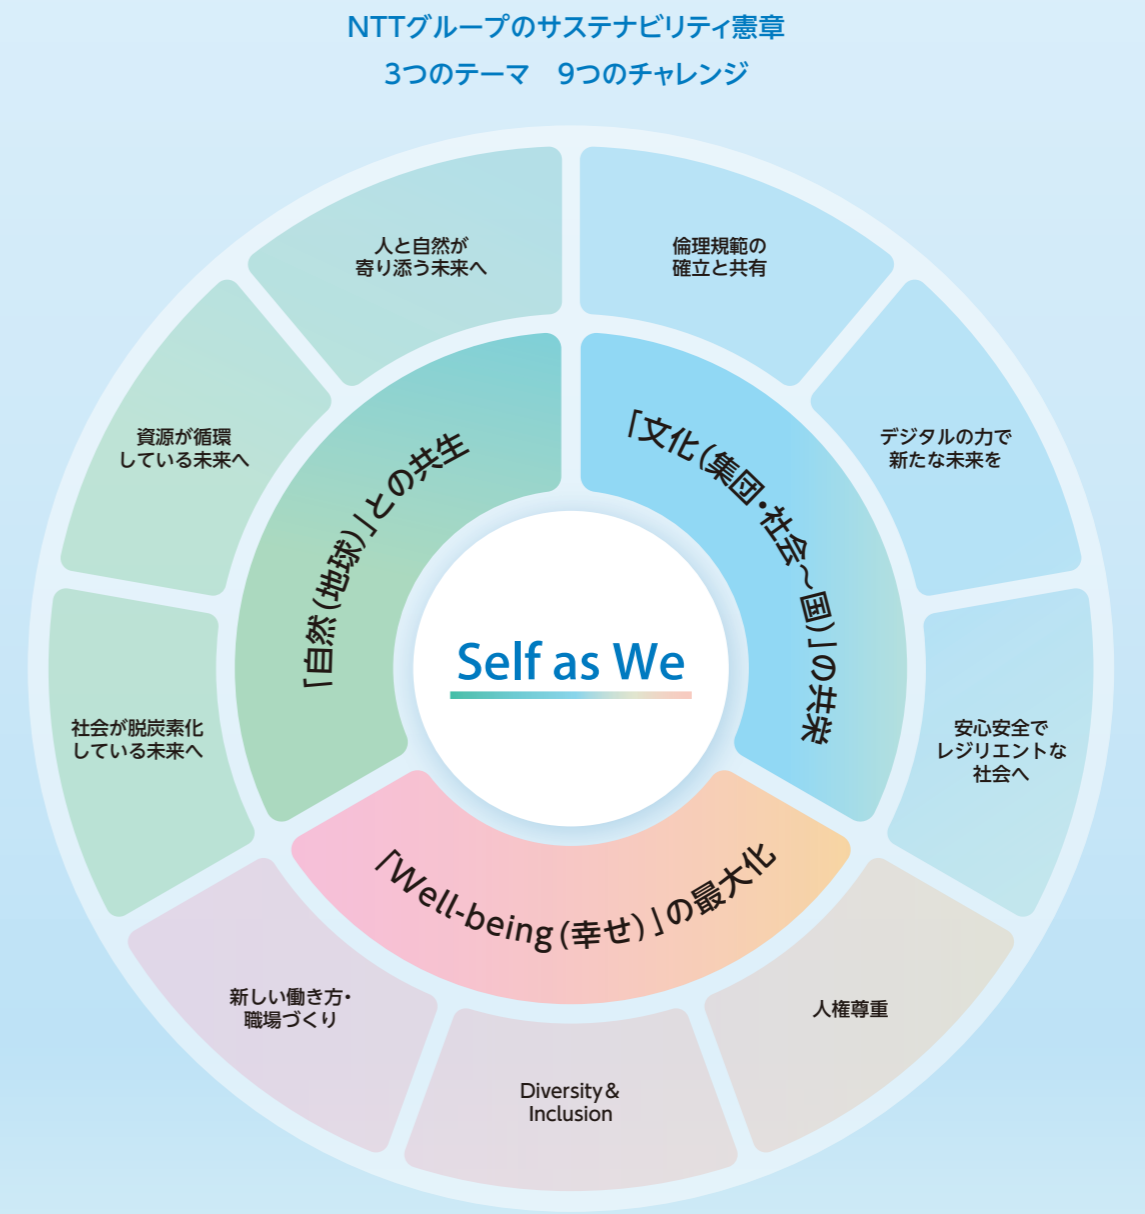 NTTグループのサステナビリティ憲章
3つのテーマ　9つのチャレンジ
人と自然が
寄り添う未来へ
倫理規範の
確立と共有
資源が循環
している未来へ
デジタルの力で
新たな未来を
「自然(地球)」との共生
「文化(集団・社会～国)」の共栄
Self as We
社会が脱炭素化
している未来へ
安心安全で
レジリエントな
社会へ
「Well-being(幸せ)」の最大化
新しい働き方・
職場づくり
人権尊重
Diversity &
Inclusion